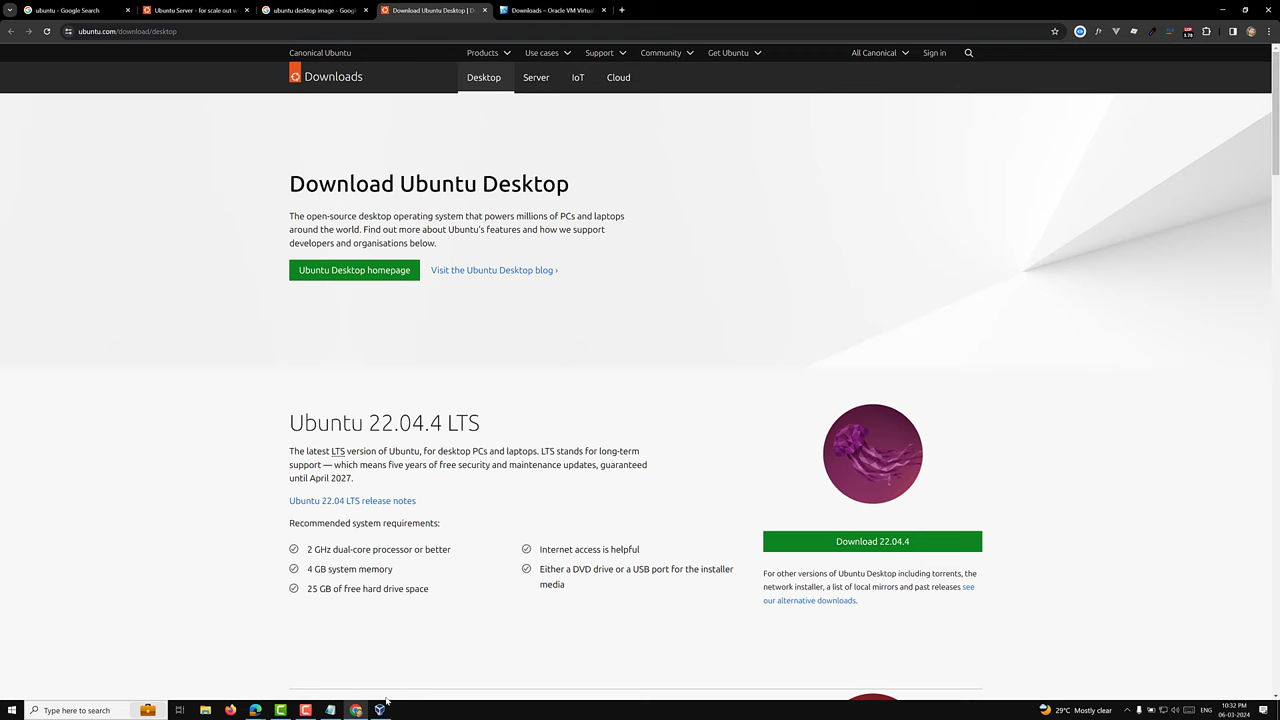 ubuntu - Google Search
Ubuntu Server - for scale out w
ubuntu desktop image - Goog
Download Ubuntu Desktop | D
Downloads – Oracle VM Virtual
ubuntu.com/download/desktop
Canonical Ubuntu
Products
Use cases
Support
Community
Get Ubuntu
All Canonical
Sign in
Downloads
Desktop
Server
IoT
Cloud
Download Ubuntu Desktop
The open-source desktop operating system that powers millions of PCs and laptops
around the world. Find out more about Ubuntu's features and how we support
developers and organisations below.
Ubuntu Desktop homepage
Visit the Ubuntu Desktop blog ›
Ubuntu 22.04.4 LTS
The latest LTS version of Ubuntu, for desktop PCs and laptops. LTS stands for long-term
support — which means five years of free security and maintenance updates, guaranteed
until April 2027.
Ubuntu 22.04 LTS release notes
Recommended system requirements:
2 GHz dual-core processor or better
4 GB system memory
25 GB of free hard drive space
Internet access is helpful
Either a DVD drive or a USB port for the installer
media
Download 22.04.4
For other versions of Ubuntu Desktop including torrents, the
network installer, a list of local mirrors and past releases see
our alternative downloads.
Type here to search
29°C Mostly clear
ENG
10:32 PM
06-03-2024